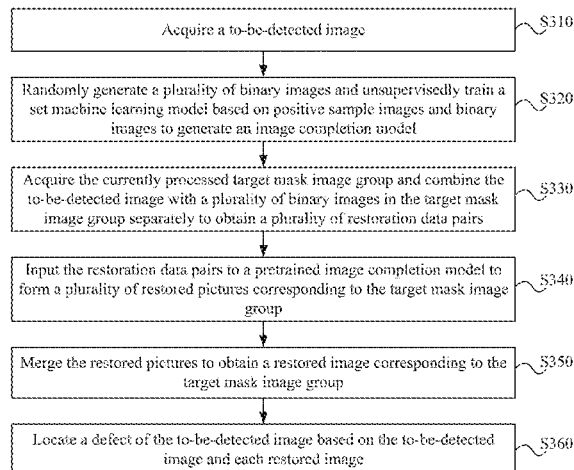 Acquire a to-be-detected image
S310
Randomly generate a plurality of binary images and unsupervisedly train a
set machine learning model based on positive sample images and binary
images to generate an image completion model
S320
Acquire the currently processed target mask image group and combine the
to-be-detected image with a plurality of binary images in the target mask
image group separately to obtain a plurality of restoration data pairs
S330
Input the restoration data pairs to a pretrained image completion model to
form a plurality of restored pictures corresponding to the target mask image
group
S340
Merge the restored pictures to obtain a restored image corresponding to the
target mask image group
S350
Locate a defect of the to-be-detected image based on the to-be-detected
image and each restored image
S360